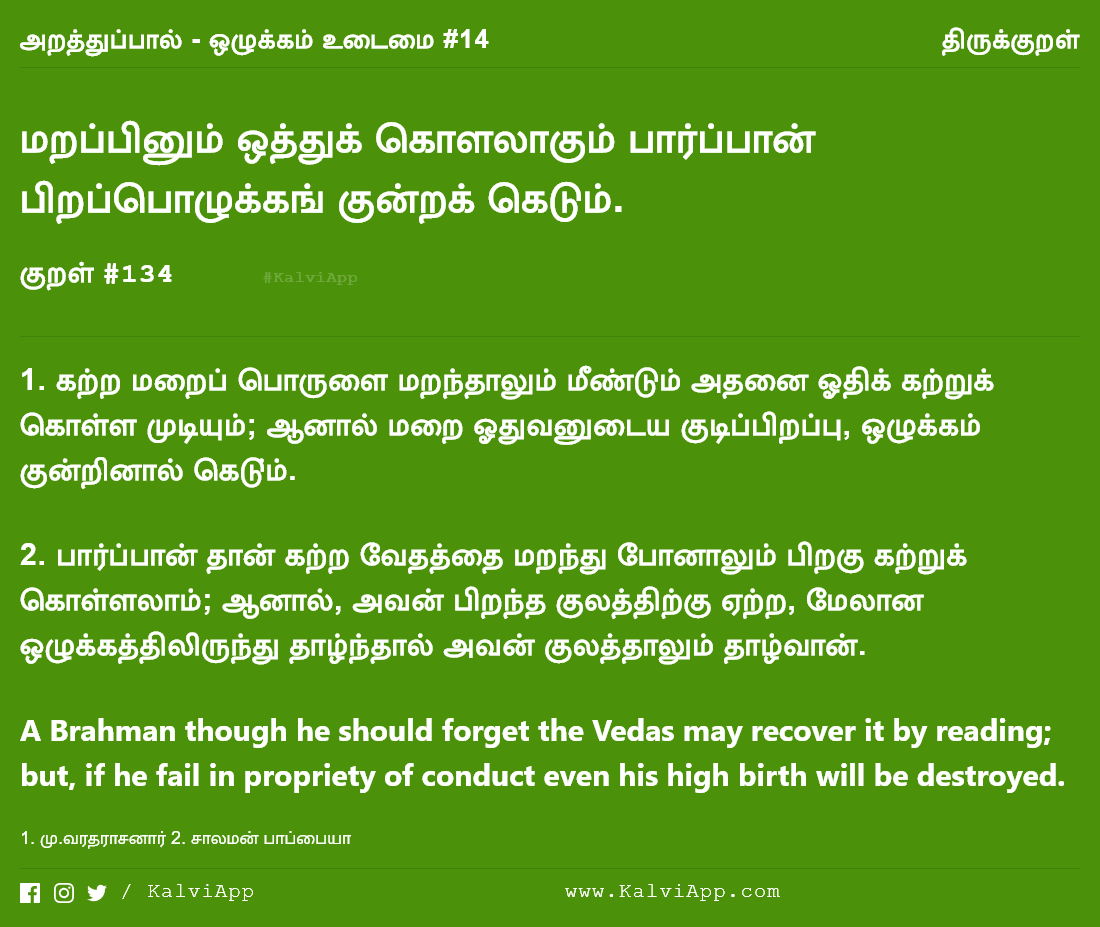 அறத்துப்பால் - ஒழுக்கம் உடைமை #14
திருக்குறள்
மறப்பினும் ஒத்துக் கொளலாகும் பார்ப்பான்
பிறப்பொழுக்கங் குன்றக் கெடும்.
குறள் #134
#KalviApp
1. கற்ற மறைப் பொருளை மறந்தாலும் மீண்டும் அதனை ஓதிக் கற்றுக்
கொள்ள முடியும்; ஆனால் மறை ஓதுவனுடைய குடிப்பிறப்பு, ஒழுக்கம்
குன்றினால் கெடும்.
2. பார்ப்பான் தான் கற்ற வேதத்தை மறந்து போனாலும் பிறகு கற்றுக்
கொள்ளலாம்; ஆனால், அவன் பிறந்த குலத்திற்கு ஏற்ற, மேலான
ஒழுக்கத்திலிருந்து தாழ்ந்தால் அவன் குலத்தாலும் தாழ்வான்.
A Brahman though he should forget the Vedas may recover it by reading;
but, if he fail in propriety of conduct even his high birth will be destroyed.
1. மு.வரதராசனார் 2. சாலமன் பாப்பையா
/ KalviApp
www.KalviApp.com